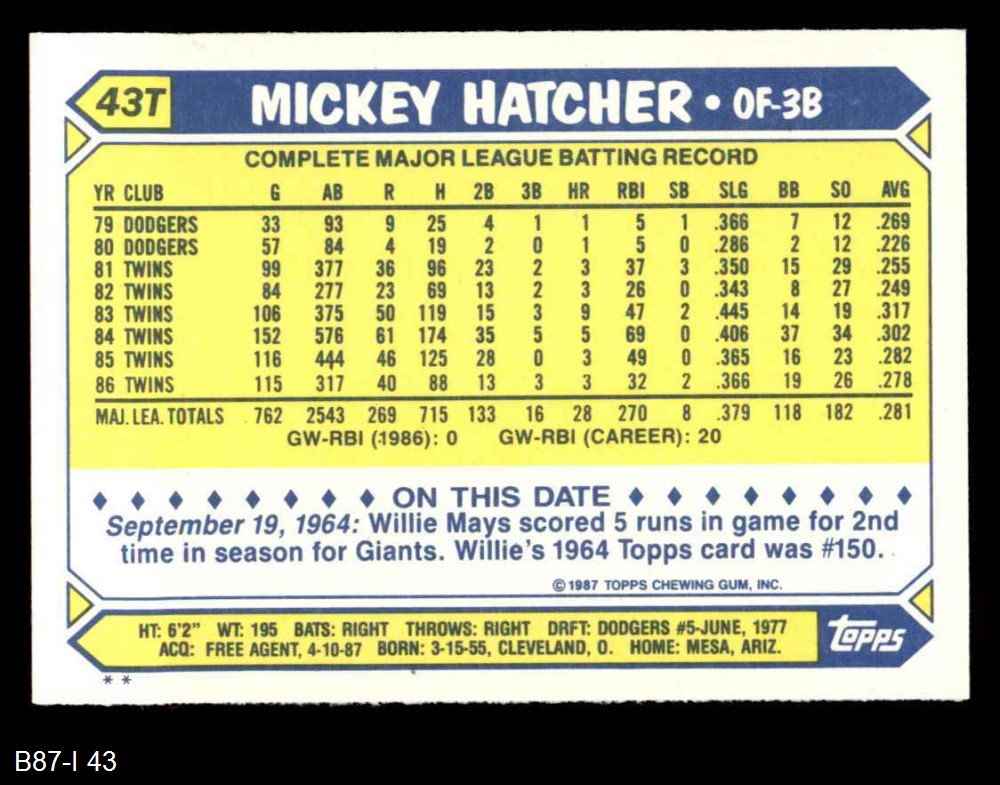 43T MICKEY HATCHER • OF-3B
COMPLETE MAJOR LEAGUE BATTING RECORD
YR CLUB G AB R H 2B 3B HR RBI SB SLG BB SO AVG
79 DODGERS 33 93 9 25 4 1 1 5 1 .366 7 12 .269
80 DODGERS 57 84 4 19 2 0 1 5 0 .286 2 12 .226
81 TWINS 99 377 36 96 23 2 3 37 3 .350 15 29 .255
82 TWINS 84 277 23 69 13 2 3 26 0 .343 8 27 .249
83 TWINS 106 375 50 119 15 3 9 47 2 .445 14 19 .317
84 TWINS 152 576 61 174 35 5 5 69 0 .406 37 34 .302
85 TWINS 116 444 46 125 28 0 3 49 0 .365 16 23 .282
86 TWINS 115 317 40 88 13 3 3 32 2 .366 19 26 .278
MAJ. LEA. TOTALS 762 2543 269 715 133 16 28 270 8 .379 118 182 .281
GW-RBI (1986): 0 GW-RBI (CAREER): 20
♦ ♦ ♦ ♦ ♦ ♦ ♦ ♦ ON THIS DATE ♦ ♦ ♦ ♦ ♦ ♦ ♦ ♦
September 19, 1964: Willie Mays scored 5 runs in game for 2nd
time in season for Giants. Willie's 1964 Topps card was #150.
© 1987 TOPPS CHEWING GUM, INC.
HT: 6'2" WT: 195 BATS: RIGHT THROWS: RIGHT DRFT: DODGERS #5-JUNE, 1977
ACQ: FREE AGENT, 4-10-87 BORN: 3-15-55, CLEVELAND, O. HOME: MESA, ARIZ.
topps
* *
B87-I 43